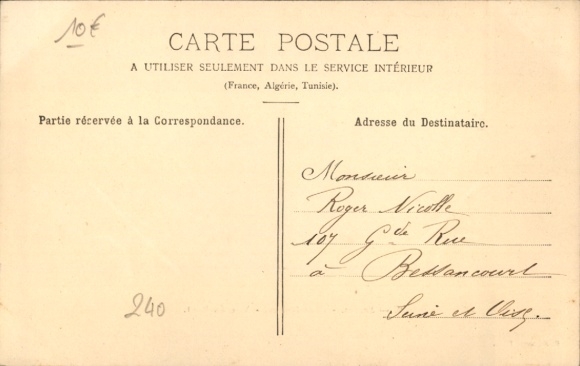 10€
CARTE POSTALE
A UTILISER SEULEMENT DANS LE SERVICE INTÉRIEUR
(France, Algérie, Tunisie).
Partie réservée à la Correspondance.
Adresse du Destinataire.
Monsieur
Roger Nicolle
107 Gde Rue
à Bessancourt
Seine et Oise.
240